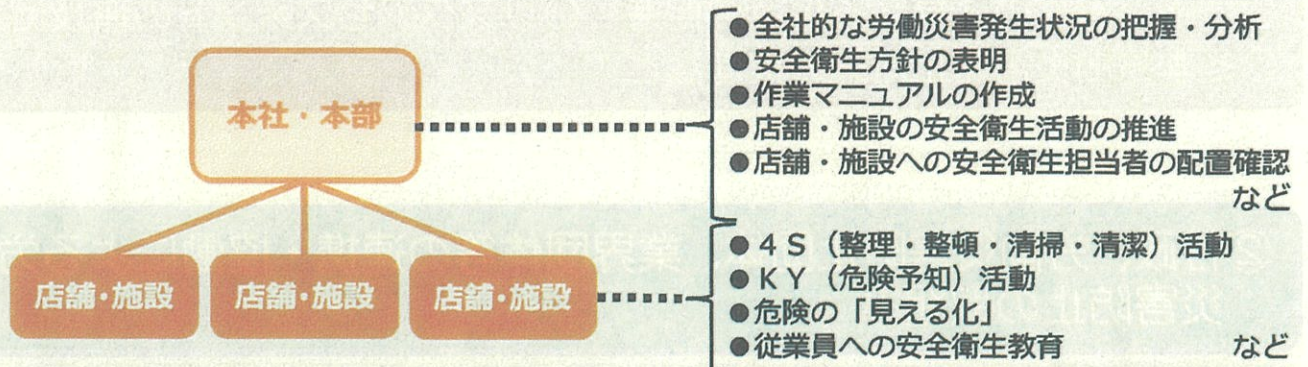 本社・本部
●全社的な労働災害発生状況の把握・分析
●安全衛生方針の表明
●作業マニュアルの作成
●店舗・施設の安全衛生活動の推進
●店舗・施設への安全衛生担当者の配置確認
など
店舗・施設
店舗・施設
店舗・施設
●4S（整理・整頓・清掃・清潔）活動
●KY（危険予知）活動
●危険の「見える化」
●従業員への安全衛生教育 など